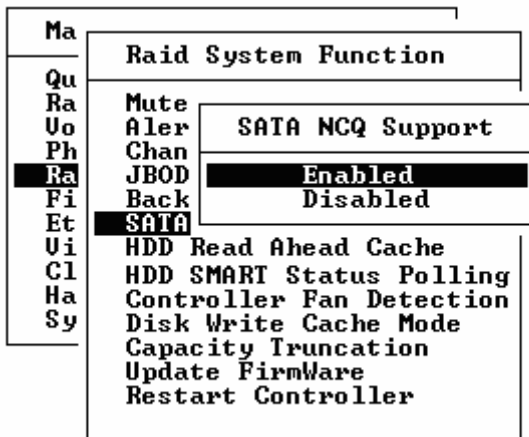 Ma
Raid System Function
Qu
Ra
Vo
Ph
Ra
Fi
Et
Vi
Cl
Ha
Sy
Mute
Aler
Chan
JBOD
Back
SATA
HDD Read Ahead Cache
HDD SMART Status Polling
Controller Fan Detection
Disk Write Cache Mode
Capacity Truncation
Update FirmWare
Restart Controller
SATA NCQ Support
Enabled
Disabled